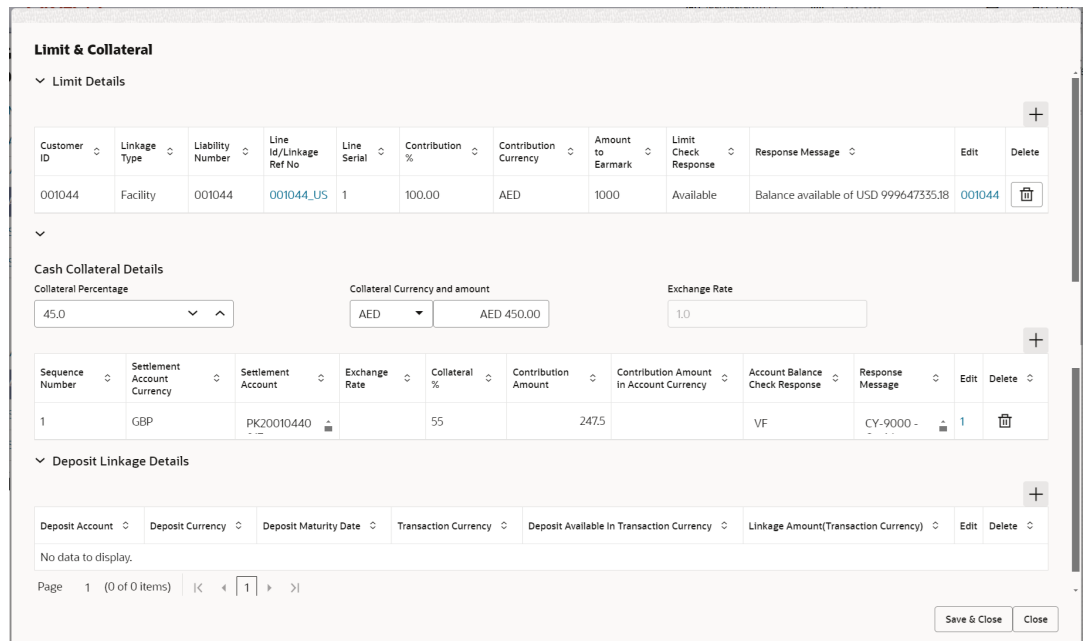 Limit & Collateral
Limit Details
Customer ID Linkage Type Liability Number Line Id/Linkage Ref No Line Serial Contribution % Contribution Currency Amount to Earmark Limit Check Response Response Message Edit Delete
001044 Facility 001044 001044_US 1 100.00 AED 1000 Available Balance available of USD 999647335.18 001044
Cash Collateral Details
Collateral Percentage Collateral Currency and amount Exchange Rate
45.0 AED AED 450.00 1.0
Sequence Number Settlement Account Currency Settlement Account Exchange Rate Collateral % Contribution Amount Contribution Amount in Account Currency Account Balance Check Response Response Message Edit Delete
1 GBP PK20010440 55 247.5 VF CY-9000 - 1
Deposit Linkage Details
Deposit Account Deposit Currency Deposit Maturity Date Transaction Currency Deposit Available In Transaction Currency Linkage Amount(Transaction Currency) Edit Delete
No data to display.
Page 1 (0 of 0 items) 1
Save & Close Close